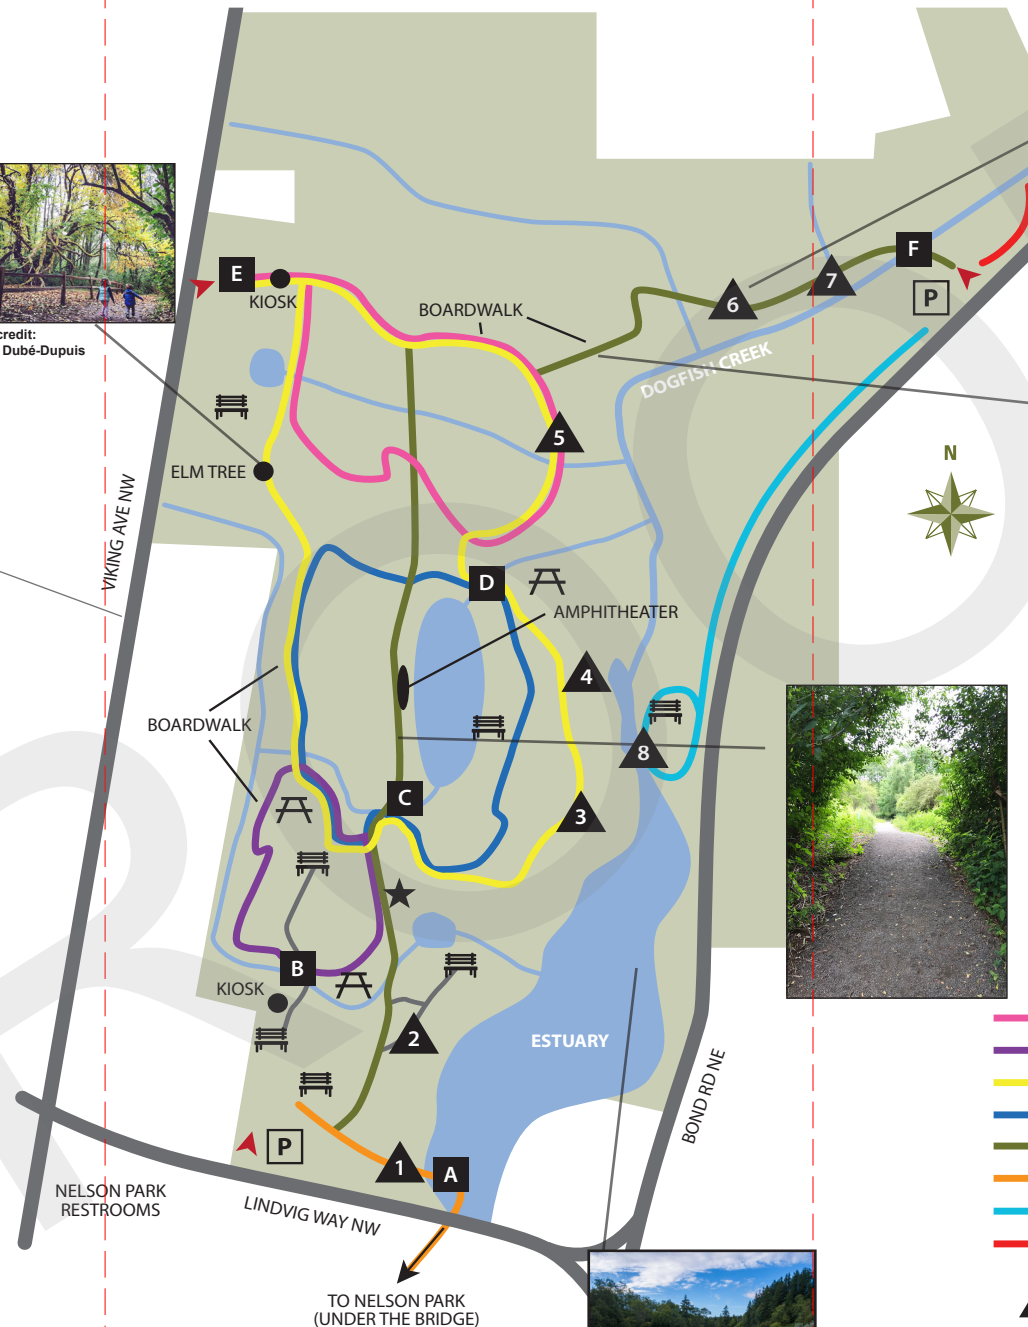 F
7
6
P
E
KIOSK
BOARDWALK
credit:
Dubé-Dupuis
DOGFISH CREEK
5
N
ELM TREE
VIKING AVE NW
D
AMPHITHEATER
4
BOARDWALK
8
C
3
B
KIOSK
2
ESTUARY
BOND RD NE
P
1
A
NELSON PARK
RESTROOMS
LINDVIG WAY NW
TO NELSON PARK
(UNDER THE BRIDGE)